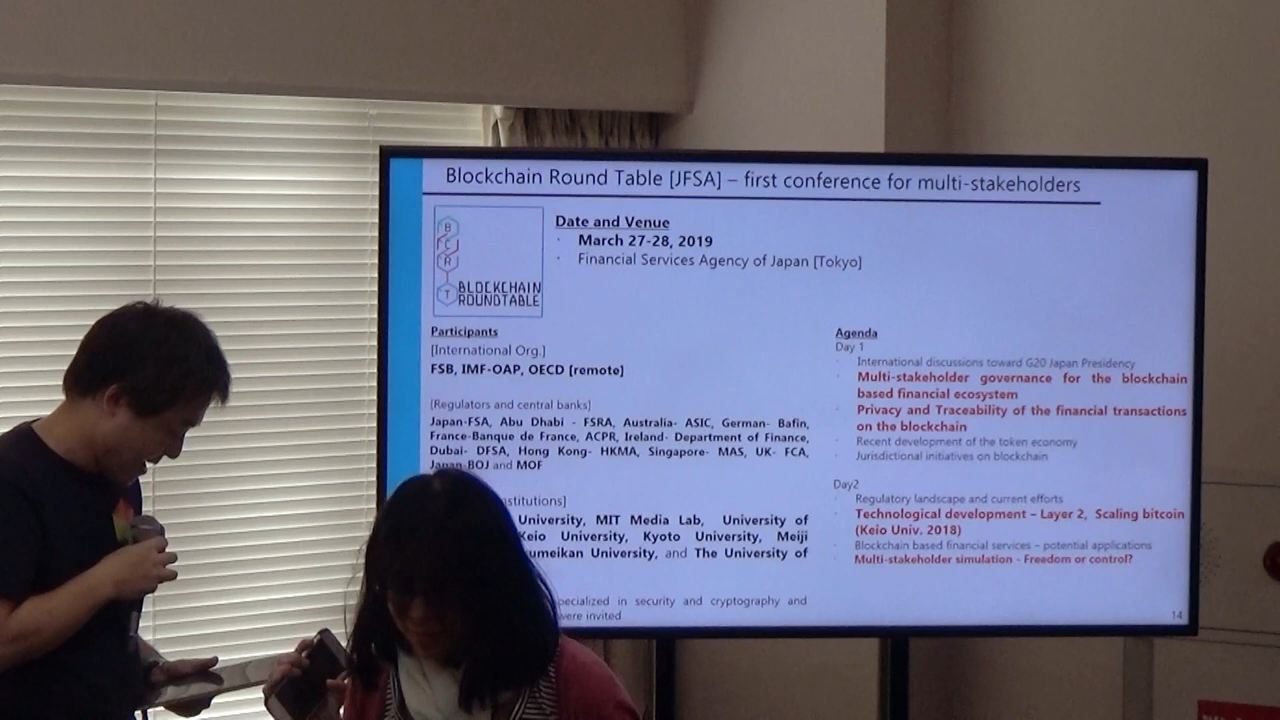 Blockchain Round Table [JFSA] – first conference for multi-stakeholders
B
C
R
T
BLOCKCHAIN
ROUNDTABLE
Date and Venue
· March 27-28, 2019
· Financial Services Agency of Japan [Tokyo]
Participants
[International Org.]
FSB, IMF-OAP, OECD [remote]
[Regulators and central banks]
Japan-FSA, Abu Dhabi - FSRA, Australia- ASIC, German- Bafin,
France-Banque de France, ACPR, Ireland- Department of Finance,
Dubai- DFSA, Hong Kong- HKMA, Singapore- MAS, UK- FCA,
Japan-BOJ and MOF
University, MIT Media Lab, University of
Keio University, Kyoto University, Meiji
University, and The University of
in security and cryptography and
were invited
Agenda
Day 1
· International discussions toward G20 Japan Presidency
· Multi-stakeholder governance for the blockchain
based financial ecosystem
· Privacy and Traceability of the financial transactions
on the blockchain
· Recent development of the token economy
· Jurisdictional initiatives on blockchain
Day2
· Regulatory landscape and current efforts
· Technological development – Layer 2, Scaling bitcoin
(Keio Univ. 2018)
· Blockchain based financial services – potential applications
· Multi-stakeholder simulation - Freedom or control?
14